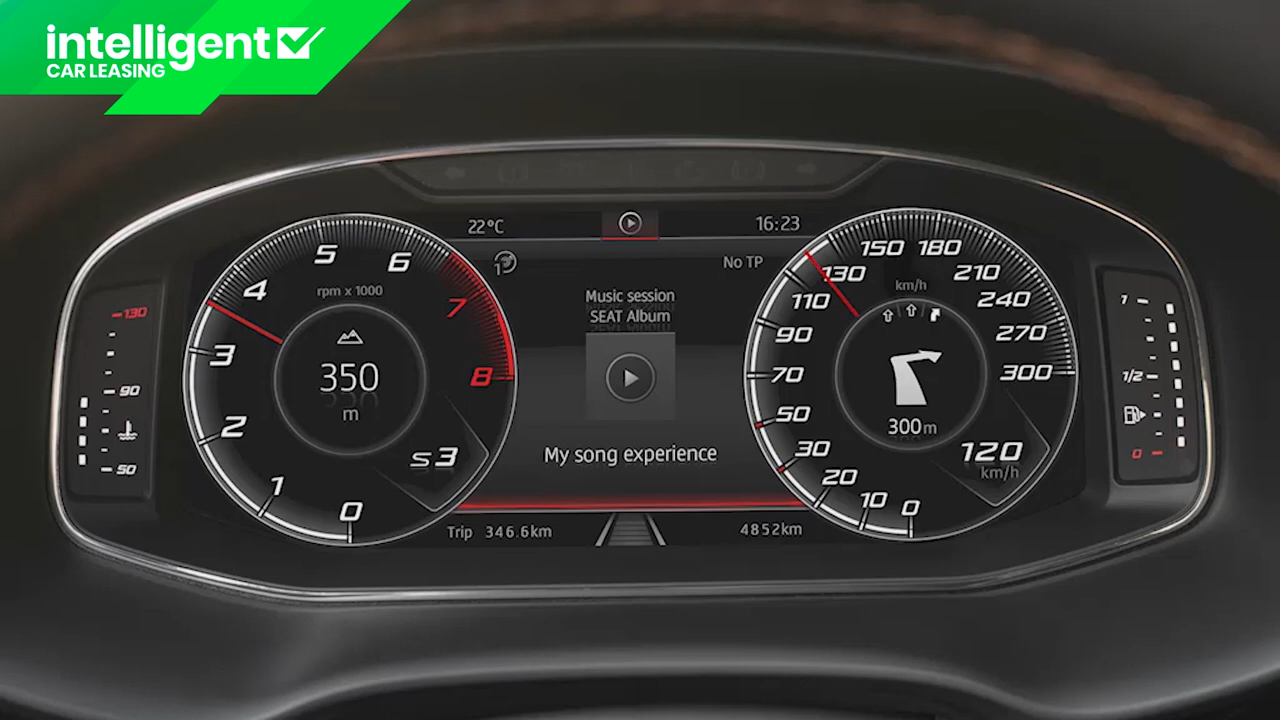 intelligent
CAR LEASING
22°C
16:23
1
No TP
Music session
SEAT Album
My song experience
Trip 346.6km
4852km
130
90
50
0
1
2
3
4
5
6
7
8
rpm x 1000
350
m
S3
0
10
20
30
50
70
90
110
130
150
180
210
240
270
300
km/h
300m
120
km/h
1
1/2
0